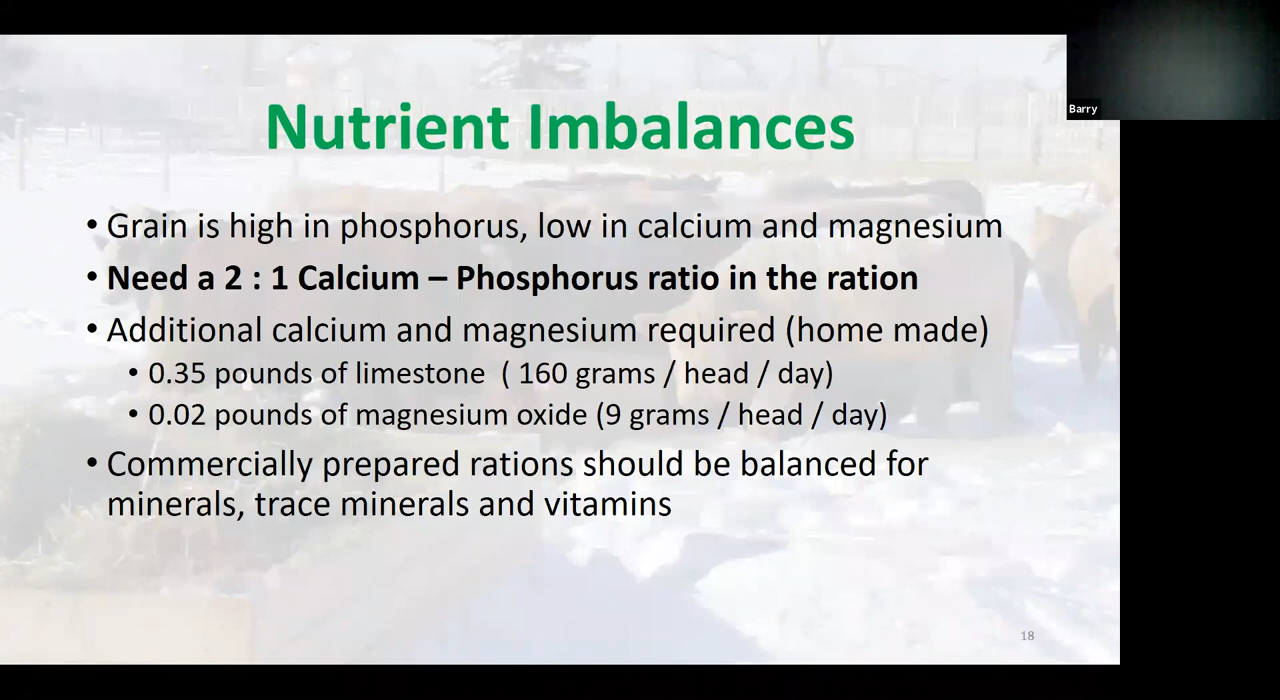 Barry
Nutrient Imbalances
• Grain is high in phosphorus, low in calcium and magnesium
• Need a 2 : 1 Calcium – Phosphorus ratio in the ration
• Additional calcium and magnesium required (home made)
• 0.35 pounds of limestone ( 160 grams / head / day)
• 0.02 pounds of magnesium oxide (9 grams / head / day)
• Commercially prepared rations should be balanced for
minerals, trace minerals and vitamins
18